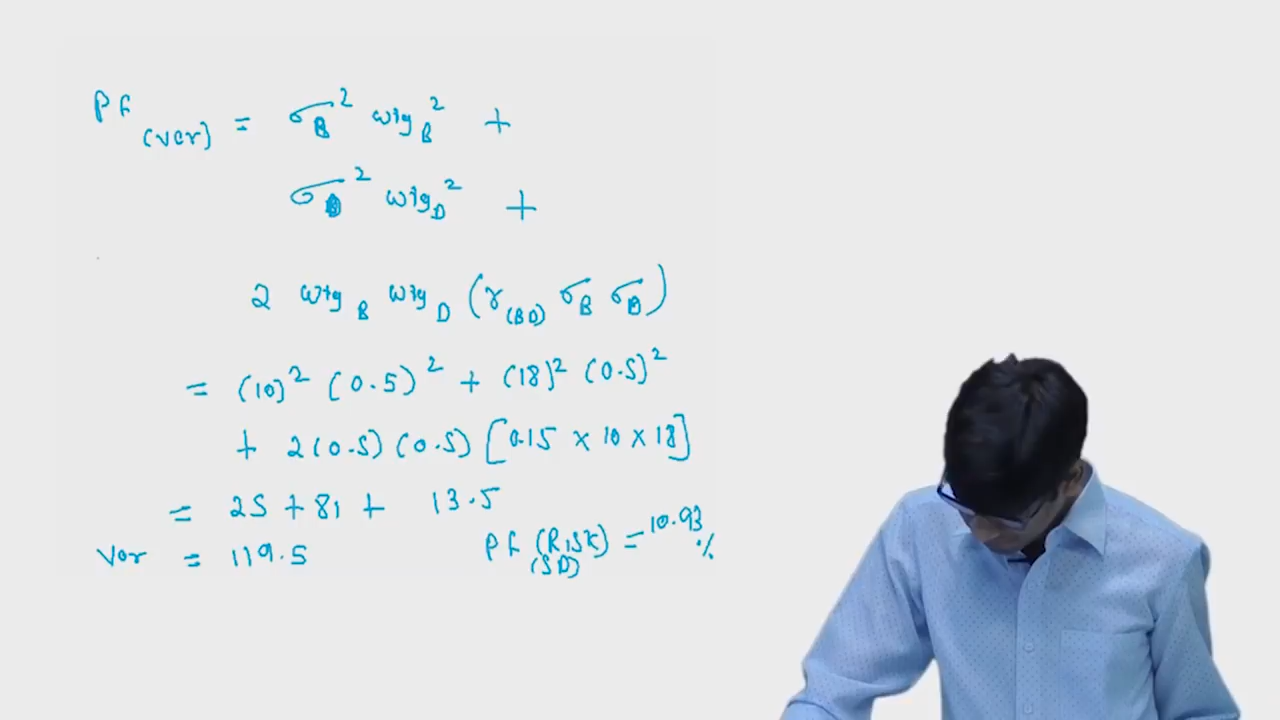 Pf (Var) = σB² wtgB² +
σD² wtgD² +
2 wtgB wtgD (r(BD) σB σD)
= (10)² (0.5)² + (18)² (0.5)²
+ 2(0.5) (0.5) [0.15 × 10 × 18]
= 25 + 81 + 13.5
Var = 119.5
Pf (Risk) = 10.93 %
(SD)